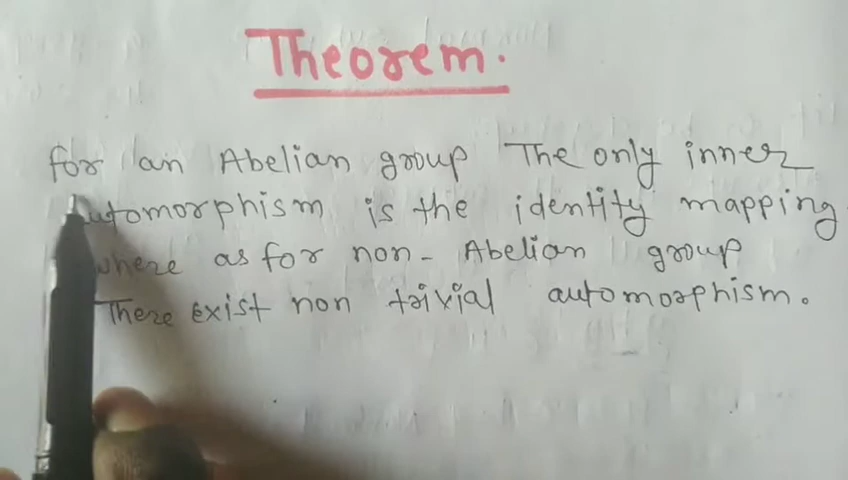 Theorem.
for an Abelian group The only inner
automorphism is the identity mapping
where as for non- Abelian group
There exist non trivial automorphism.